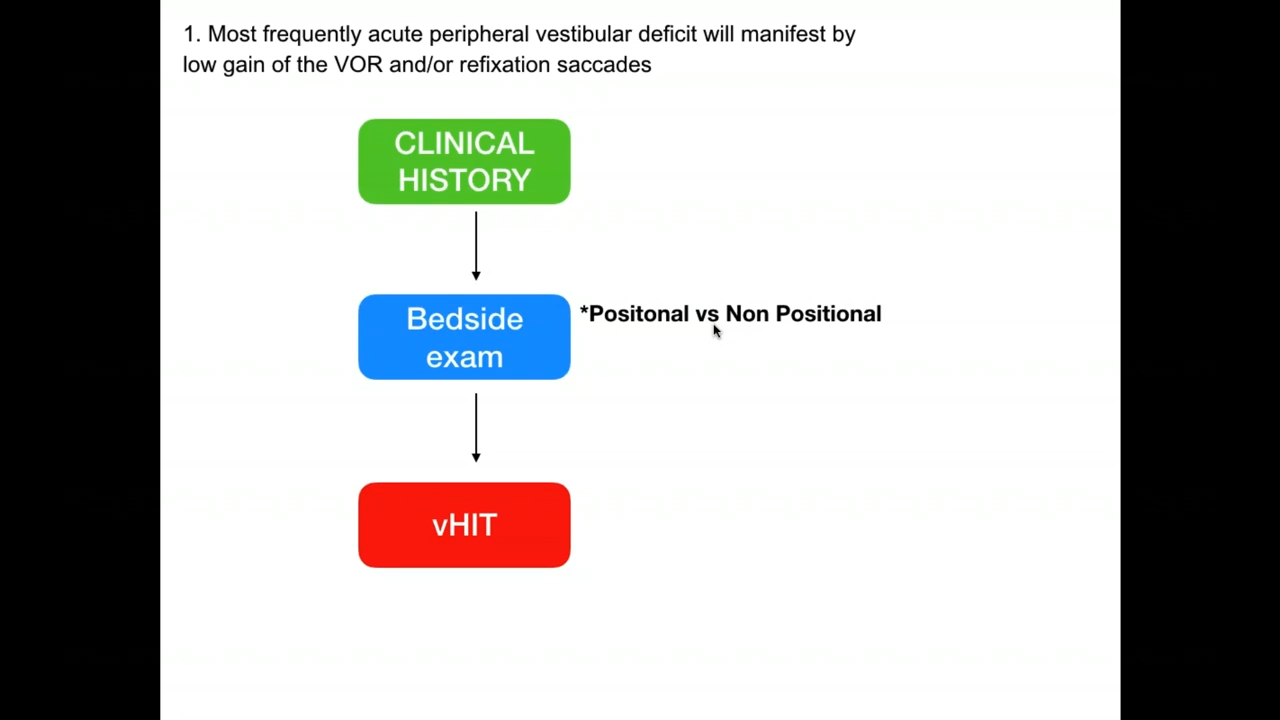 1. Most frequently acute peripheral vestibular deficit will manifest by
low gain of the VOR and/or refixation saccades
CLINICAL
HISTORY
Bedside
exam
*Positonal vs Non Positional
vHIT